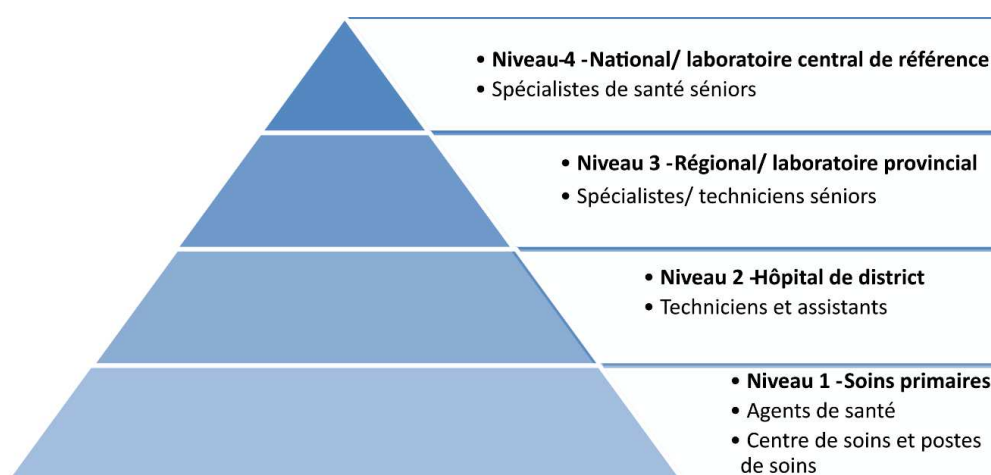 • Niveau-4 -National/ laboratoire central de référence
• Spécialistes de santé séniors
• Niveau 3 -Régional/ laboratoire provincial
• Spécialistes/ techniciens séniors
• Niveau 2 -Hôpital de district
• Techniciens et assistants
• Niveau 1 -Soins primaires
• Agents de santé
• Centre de soins et postes
de soins